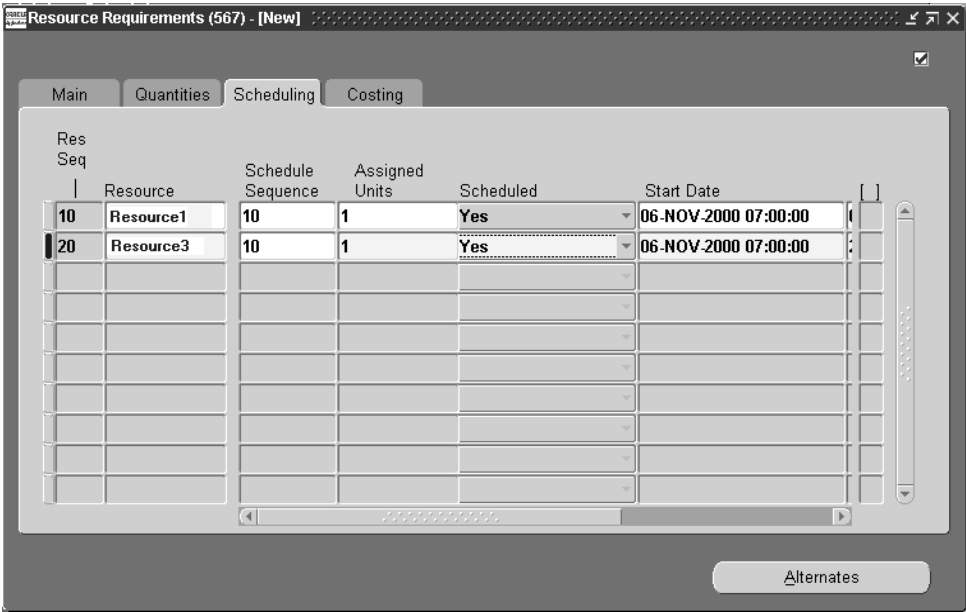 Resource Requirements (567) - [New]
Main Quantities Scheduling Costing
Res
Seq
Schedule Assigned
Resource Sequence Units Scheduled Start Date [ ]
10 Resource1 10 1 Yes 06-NOV-2000 07:00:00
20 Resource3 10 1 Yes 06-NOV-2000 07:00:00
Alternates